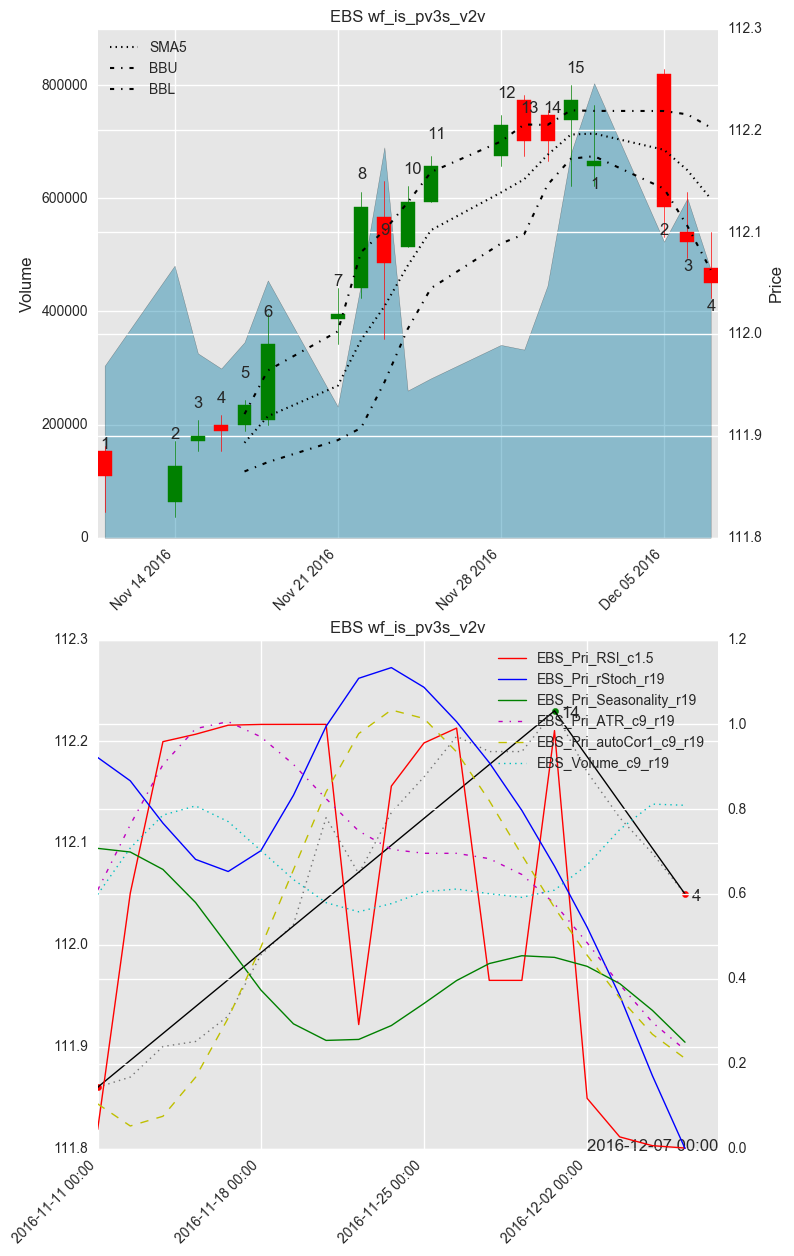 EBS wf_is_pv3s_v2v
SMA5
BBU
BBL
Volume
Price
800000
600000
400000
200000
0
112.3
112.2
112.1
112.0
111.9
111.8
1
2
3
4
5
6
7
8
9
10
11
12
13
14
15
1
2
3
4
Nov 14 2016
Nov 21 2016
Nov 28 2016
Dec 05 2016
EBS wf_is_pv3s_v2v
112.3
112.2
112.1
112.0
111.9
111.8
1.2
1.0
0.8
0.6
0.4
0.2
0.0
EBS_Pri_RSI_c1.5
EBS_Pri_rStoch_r19
EBS_Pri_Seasonality_r19
EBS_Pri_ATR_c9_r19
EBS_Pri_autoCor1_c9_r19
EBS_Volume_c9_r19
14
4
2016-12-07 00:00
2016-11-11 00:00
2016-11-18 00:00
2016-11-25 00:00
2016-12-02 00:00